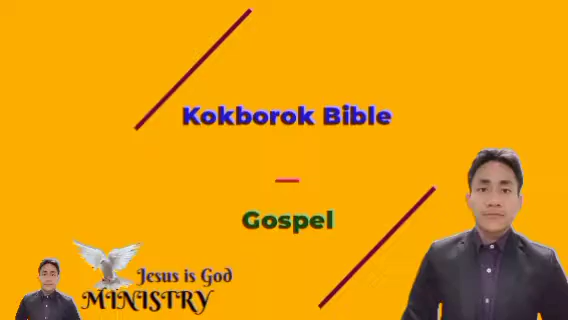 Kokborok Bible
—
Gospel
Jesus is God
MINISTRY